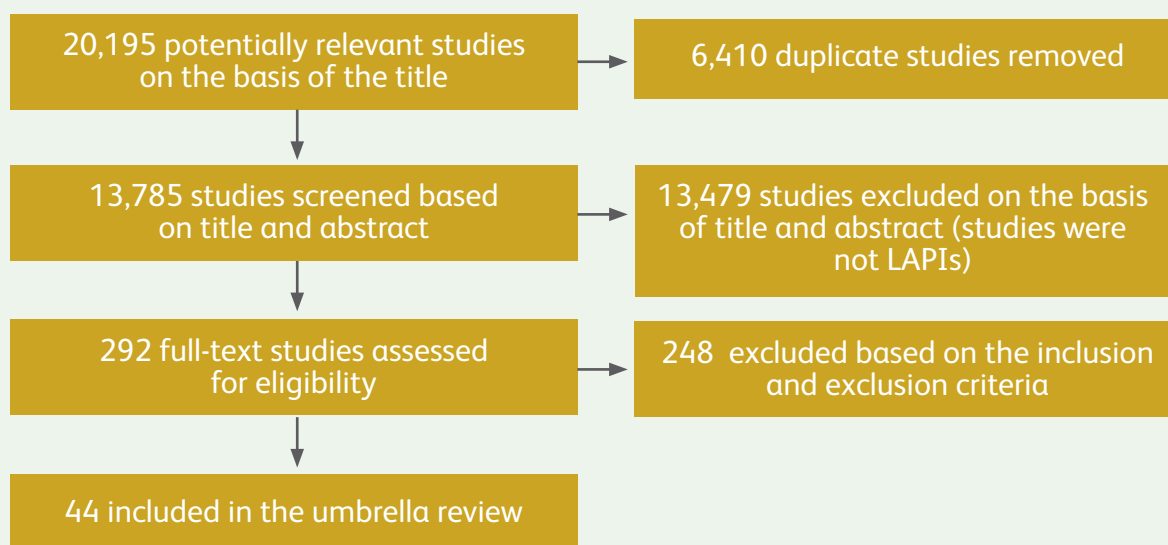 20,195 potentially relevant studies
on the basis of the title
6,410 duplicate studies removed
13,785 studies screened based
on title and abstract
13,479 studies excluded on the basis
of title and abstract (studies were
not LAPIs)
292 full-text studies assessed
for eligibility
248 excluded based on the inclusion
and exclusion criteria
44 included in the umbrella review